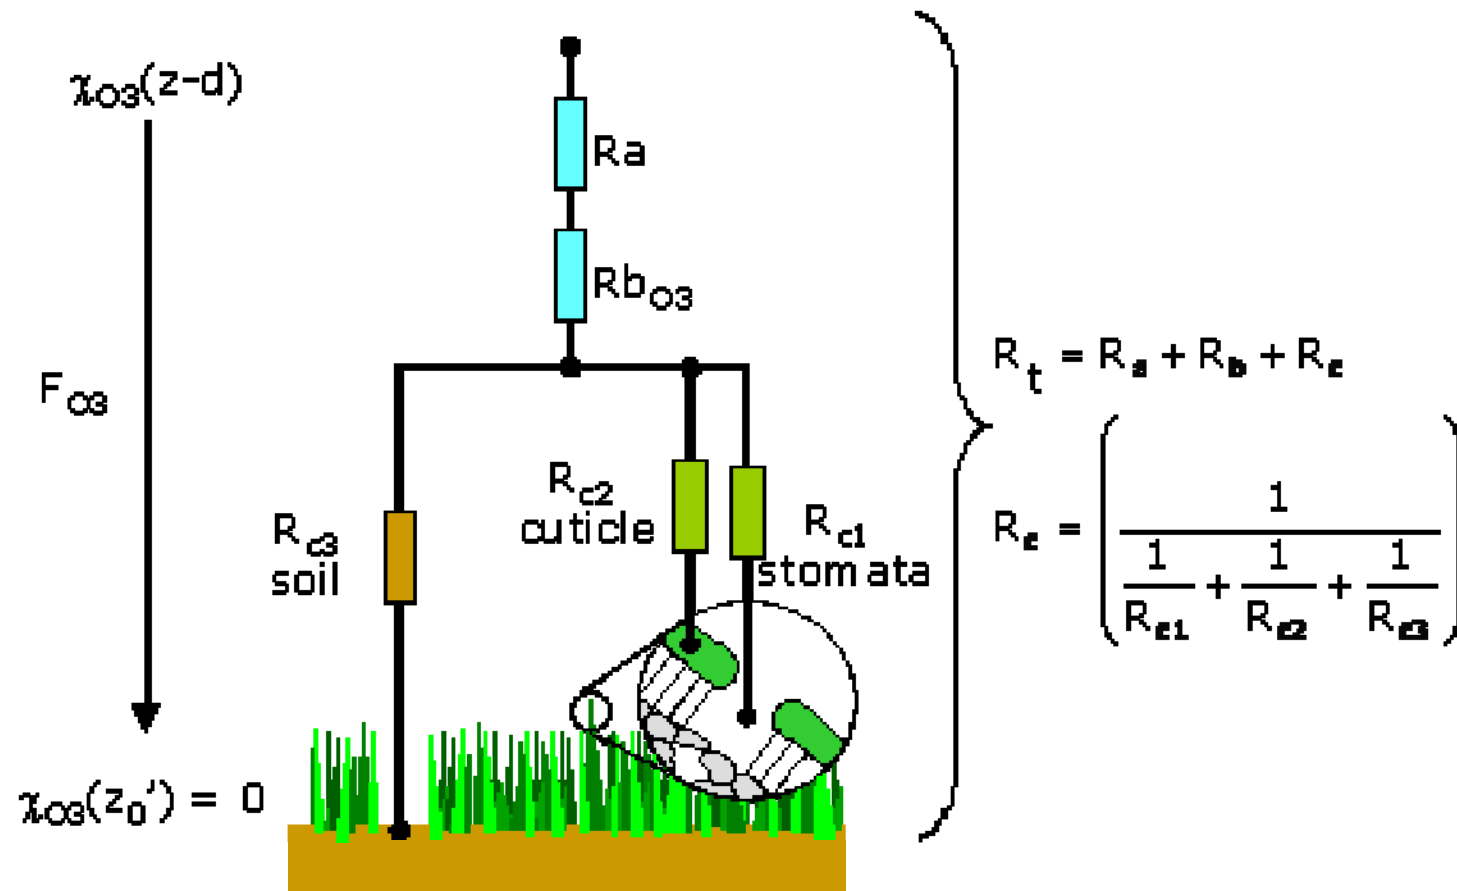 χO3(z-d)
Ra
RbO3
FO3
Rt = Ra + Rb + Rc
Rc2
cuticle
Rc1
stomata
Rc3
soil
Rc = (1 / (1/Rc1 + 1/Rc2 + 1/Rc3))
χO3(z0') = 0